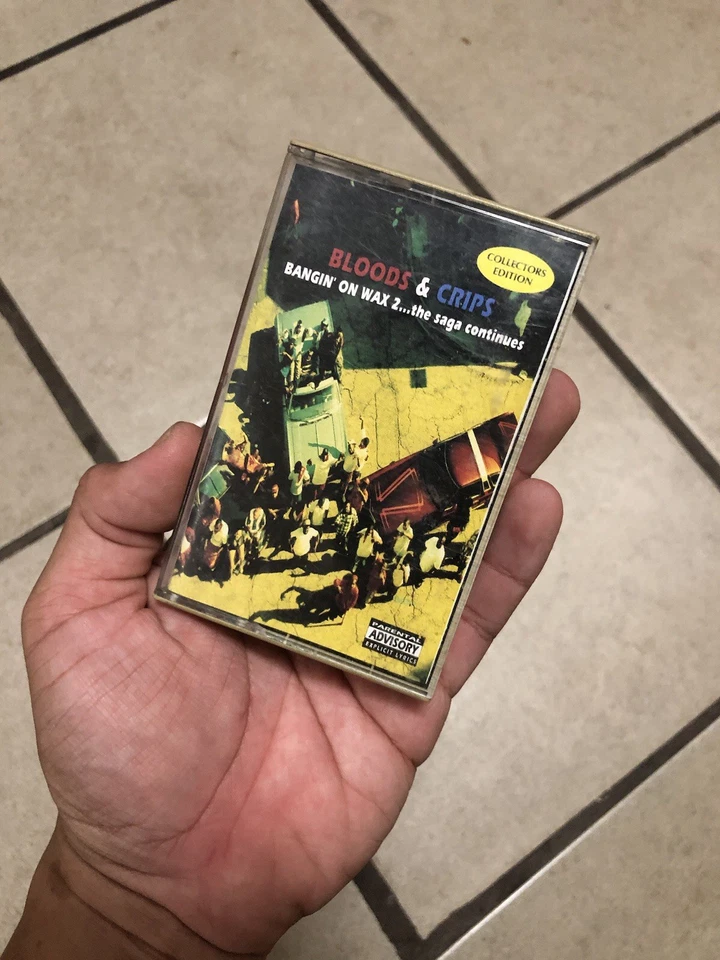 COLLECTORS
EDITION
BLOODS & CRIPS
BANGIN' ON WAX 2...the saga continues
PARENTAL
ADVISORY
EXPLICIT LYRICS